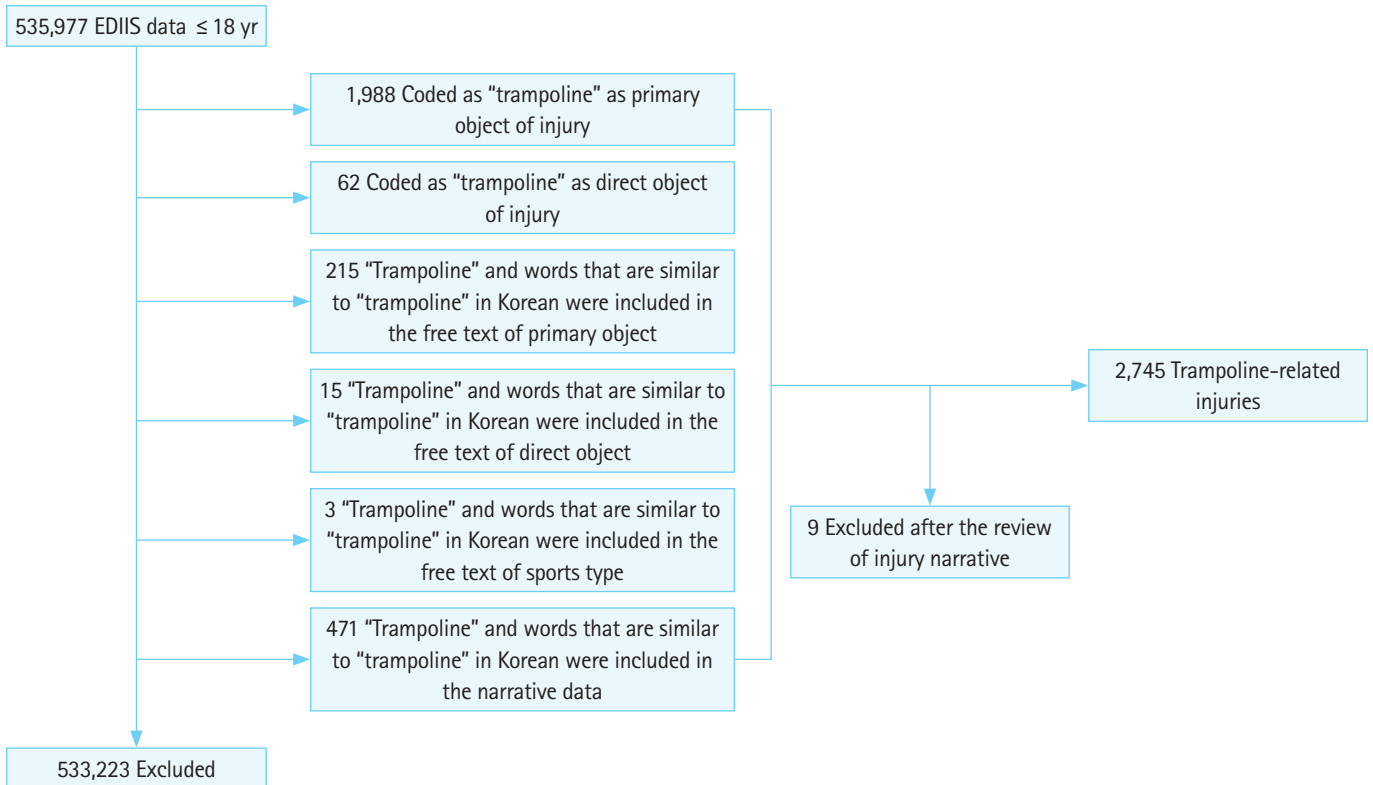 535,977 EDIIS data ≤ 18 yr
1,988 Coded as “trampoline” as primary
object of injury
62 Coded as “trampoline” as direct object
of injury
215 “Trampoline” and words that are similar
to “trampoline” in Korean were included in
the free text of primary object
15 “Trampoline” and words that are similar to
“trampoline” in Korean were included in the
free text of direct object
3 “Trampoline” and words that are similar to
“trampoline” in Korean were included in the
free text of sports type
471 “Trampoline” and words that are similar
to “trampoline” in Korean were included in
the narrative data
2,745 Trampoline-related
injuries
9 Excluded after the review
of injury narrative
533,223 Excluded